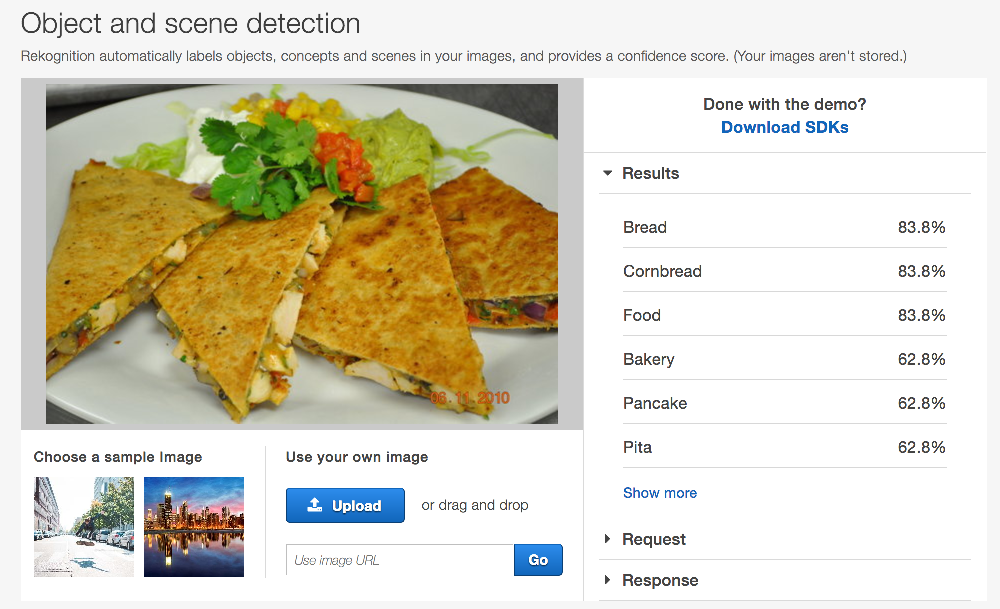 Object and scene detection
Rekognition automatically labels objects, concepts and scenes in your images, and provides a confidence score. (Your images aren't stored.)
06.11.2010
Choose a sample Image
Use your own image
Upload
or drag and drop
Use image URL
Go
Done with the demo?
Download SDKs
Results
Bread 83.8%
Cornbread 83.8%
Food 83.8%
Bakery 62.8%
Pancake 62.8%
Pita 62.8%
Show more
Request
Response